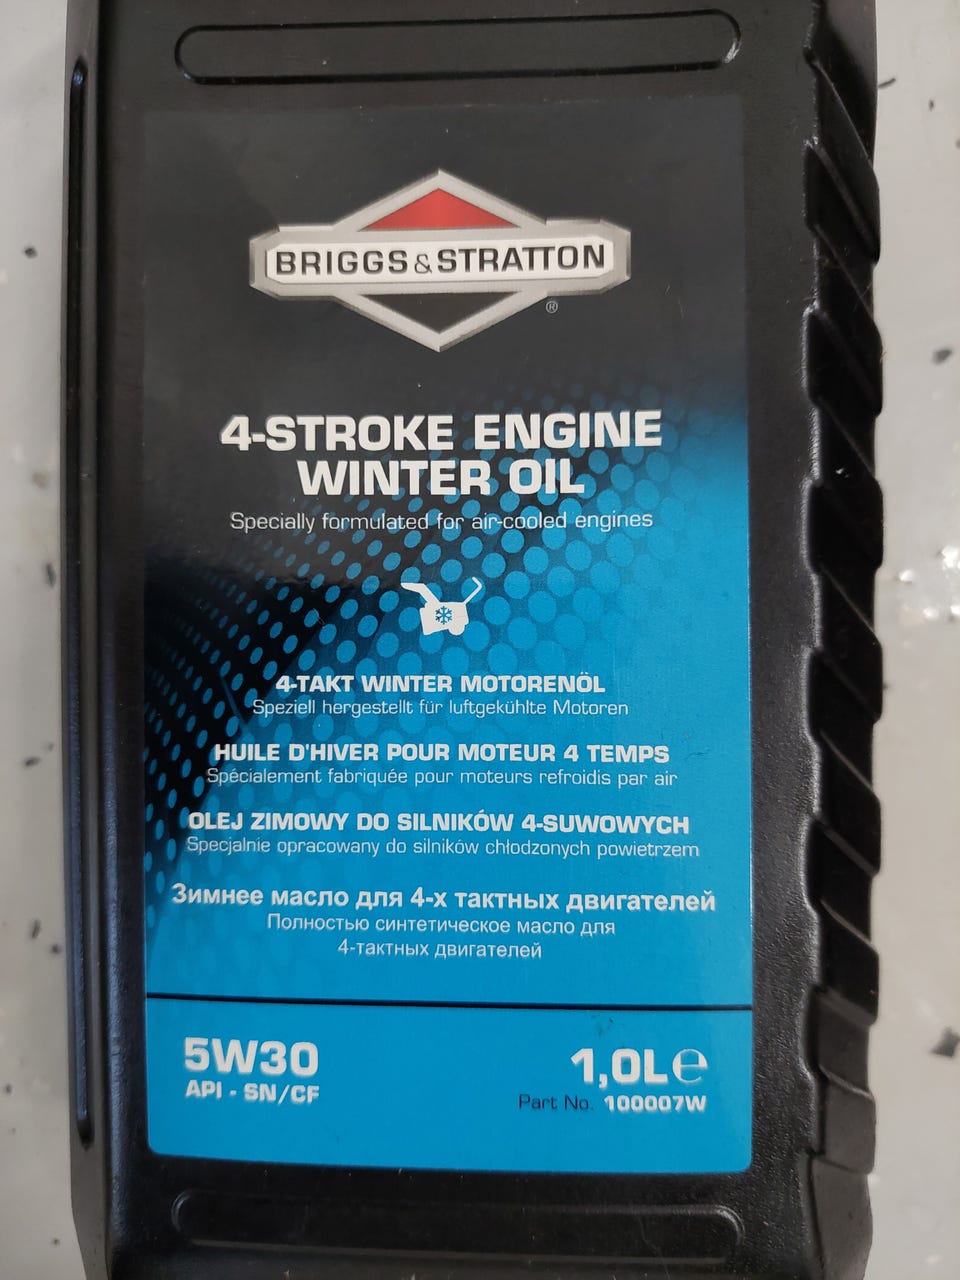 BRIGGS & STRATTON
®
4-STROKE ENGINE
WINTER OIL
Specially formulated for air-cooled engines
4-TAKT WINTER MOTORENÖL
Speziell hergestellt für luftgekühlte Motoren
HUILE D'HIVER POUR MOTEUR 4 TEMPS
Spécialement fabriquée pour moteurs refroidis par air
OLEJ ZIMOWY DO SILNIKÓW 4-SUWOWYCH
Specjalnie opracowany do silników chłodzonych powietrzem
Зимнее масло для 4-х тактных двигателей
Полностью синтетическое масло для
4-тактных двигателей
5W30
API - SN/CF
1,0L℮
Part No. 100007W